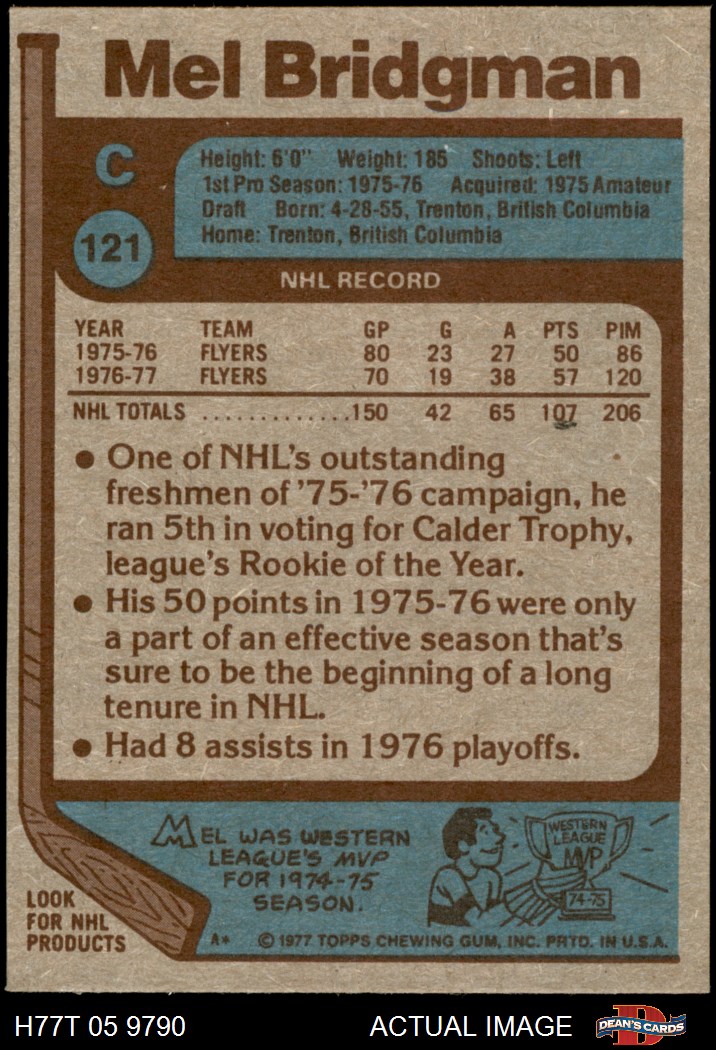 Mel Bridgman
C
121
Height: 6'0" Weight: 185 Shoots: Left
1st Pro Season: 1975-76 Acquired: 1975 Amateur
Draft Born: 4-28-55, Trenton, British Columbia
Home: Trenton, British Columbia
NHL RECORD
YEAR TEAM GP G A PTS PIM
1975-76 FLYERS 80 23 27 50 86
1976-77 FLYERS 70 19 38 57 120
NHL TOTALS .............150 42 65 107 206
● One of NHL's outstanding
freshmen of '75-'76 campaign, he
ran 5th in voting for Calder Trophy,
league's Rookie of the Year.
● His 50 points in 1975-76 were only
a part of an effective season that's
sure to be the beginning of a long
tenure in NHL.
● Had 8 assists in 1976 playoffs.
MEL WAS WESTERN
LEAGUE'S MVP
FOR 1974-75
SEASON.
WESTERN
LEAGUE
MVP
74-75
LOOK
FOR NHL
PRODUCTS
A* © 1977 TOPPS CHEWING GUM, INC. PRTD. IN U.S.A.
H77T 05 9790 ACTUAL IMAGE
D
DEAN'S CARDS